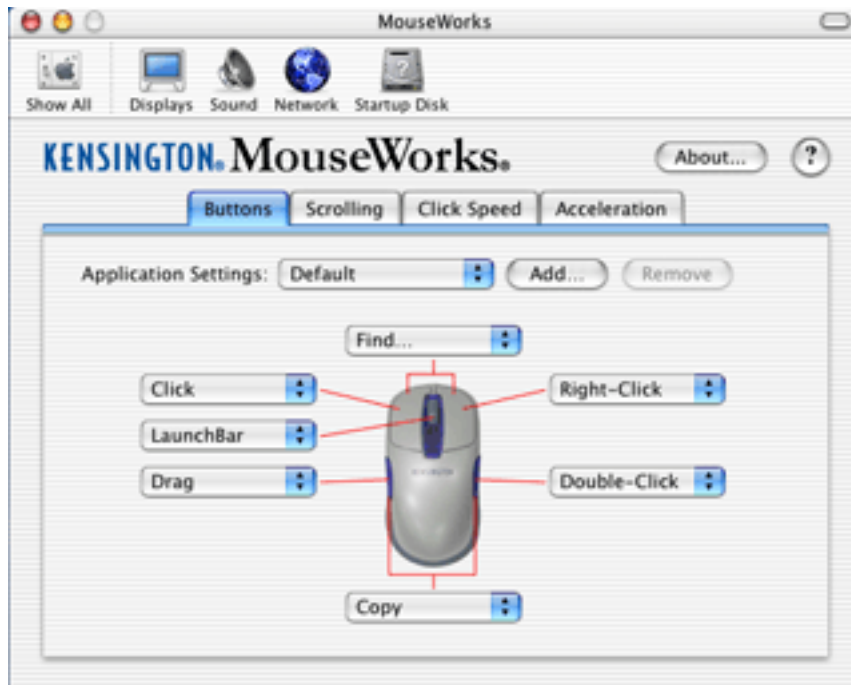 MouseWorks
Show All Displays Sound Network Startup Disk
KENSINGTON. MouseWorks. About... ?
Buttons Scrolling Click Speed Acceleration
Application Settings: Default Add... Remove
Find...
Click Right-Click
LaunchBar
Drag Double-Click
Copy